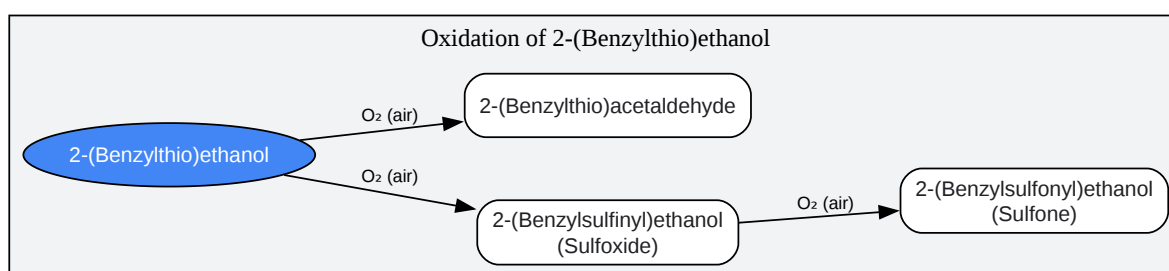 Oxidation of 2-(Benzylthio)ethanol
2-(Benzylthio)ethanol
O₂ (air)
2-(Benzylthio)acetaldehyde
O₂ (air)
2-(Benzylsulfinyl)ethanol
(Sulfoxide)
O₂ (air)
2-(Benzylsulfonyl)ethanol
(Sulfone)